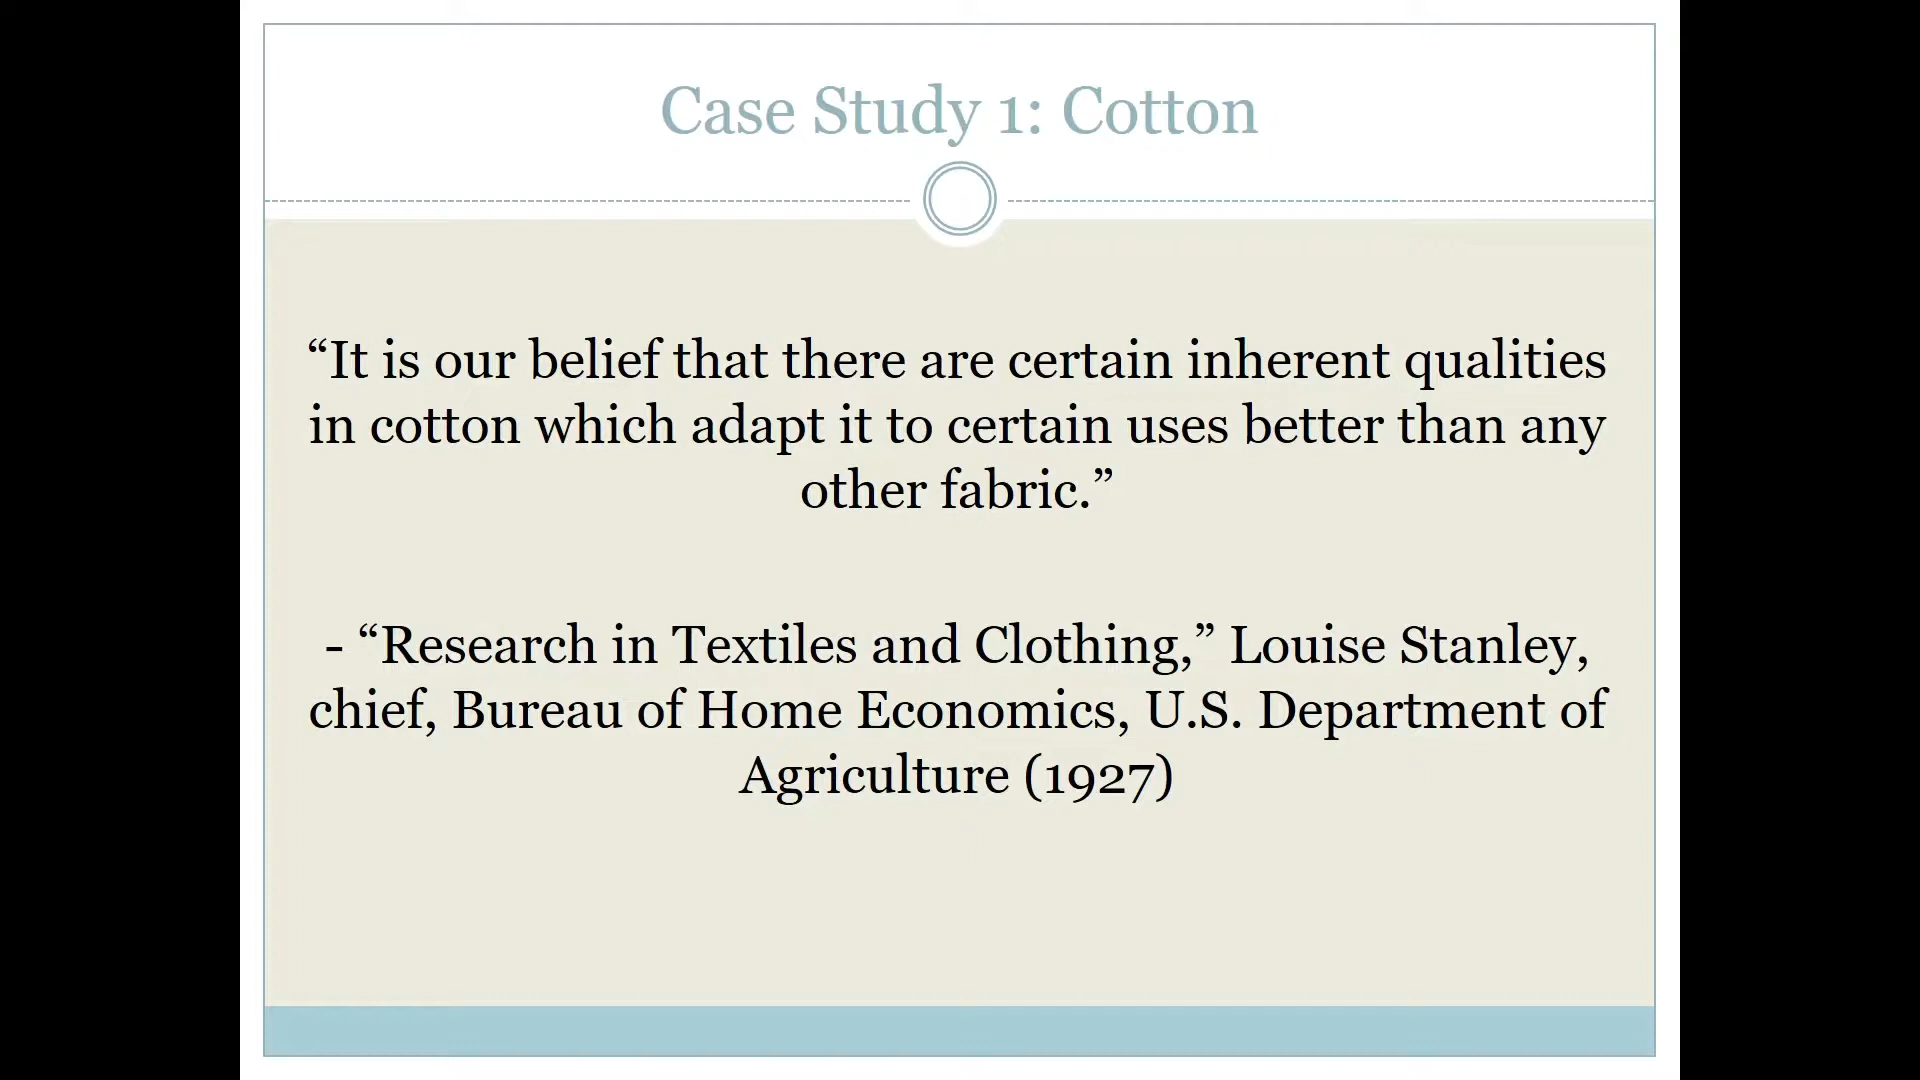 Case Study 1: Cotton
“It is our belief that there are certain inherent qualities
in cotton which adapt it to certain uses better than any
other fabric.”
- “Research in Textiles and Clothing,” Louise Stanley,
chief, Bureau of Home Economics, U.S. Department of
Agriculture (1927)